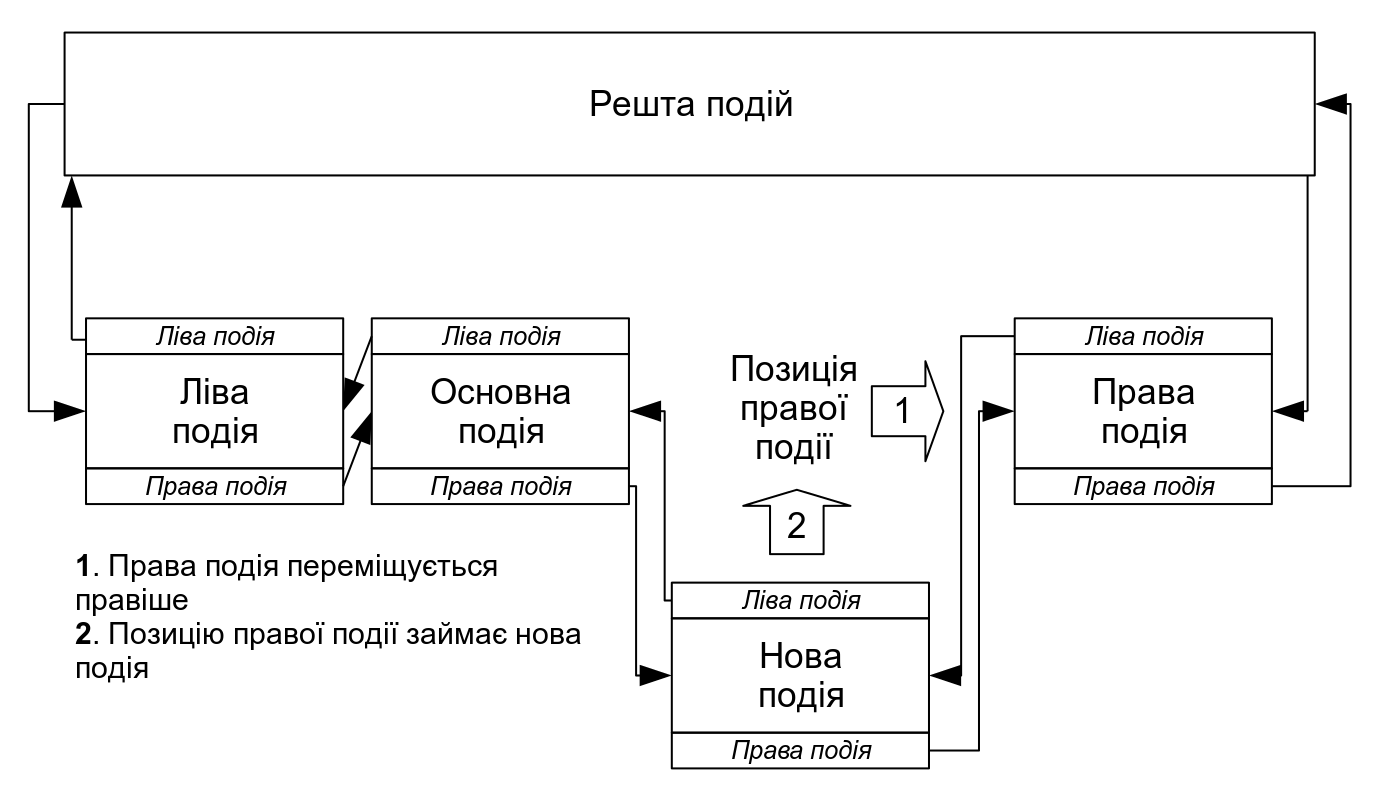 Решта подій
Ліва подія
Ліва
подія
Права подія
Ліва подія
Основна
подія
Права подія
Позиція
правої
події
1
2
Ліва подія
Права
подія
Права подія
1. Права подія переміщується
правіше
2. Позицію правої події займає нова
подія
Ліва подія
Нова
подія
Права подія